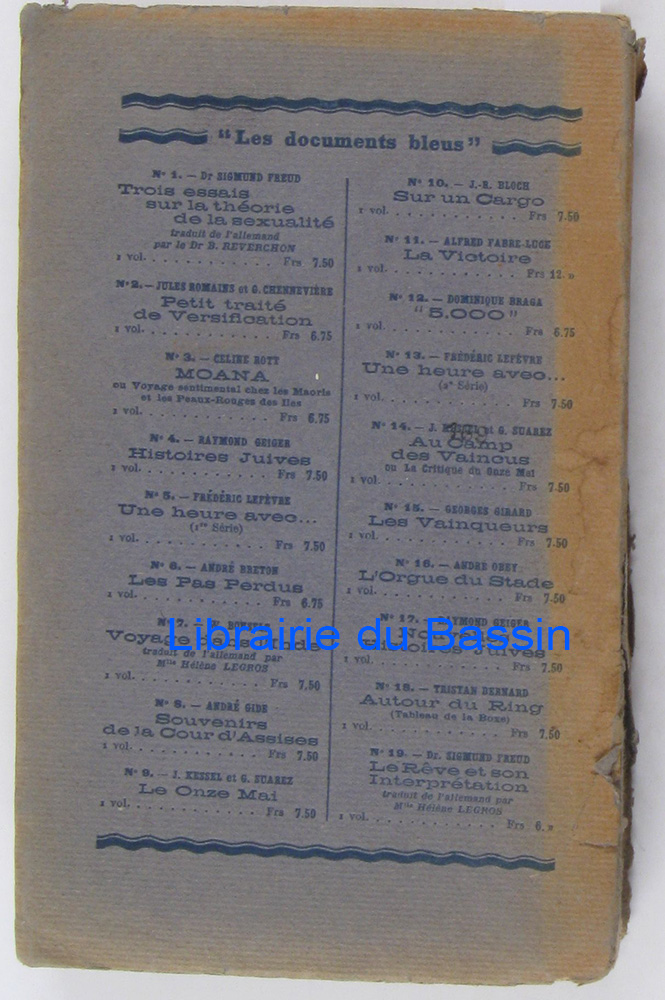 "Les documents bleus"
N° 1. — Dr SIGMUND FREUD
Trois essais
sur la théorie
de la sexualité
traduit de l'allemand
par le Dr B. REVERCHON
1 vol. . . . . . . . . . . . Frs 7.50
N° 2. — JULES ROMAINS et G. CHENNEVIÈRE
Petit traité
de Versification
1 vol. . . . . . . . . . . . Frs 6.75
N° 3. — CELINE ROTT
MOANA
ou Voyage sentimental chez les Maoris
et les Peaux-Rouges des Iles
1 vol. . . . . . . . . . . . Frs 6.75
N° 4. — RAYMOND GEIGER
Histoires Juives
1 vol. . . . . . . . . . . . Frs 7.50
N° 5. — FRÉDÉRIC LEFÈVRE
Une heure avec...
(1re Série)
1 vol. . . . . . . . . . . . Frs 7.50
N° 6. — ANDRÉ BRETON
Les Pas Perdus
1 vol. . . . . . . . . . . . Frs 6.75
N° 7. —
Voyage aux Inde
traduit de l'allemand par
Mlle Hélène LEGROS
1 vol. . . . . . . . . . . . Frs 7.50
N° 8. — ANDRÉ GIDE
Souvenirs
de la Cour d'Assises
1 vol. . . . . . . . . . . . Frs 7.50
N° 9. — J. KESSEL et G. SUAREZ
Le Onze Mai
1 vol. . . . . . . . . . . . Frs 7.50
N° 10. — J.-R. BLOCH
Sur un Cargo
1 vol. . . . . . . . . . . . Frs 7.50
N° 11. — ALFRED FABRE-LUCE
La Victoire
1 vol. . . . . . . . . . . . Frs 12. »
N° 12. — DOMINIQUE BRAGA
"5.000"
1 vol. . . . . . . . . . . . Frs 6.75
N° 13. — FRÉDÉRIC LEFÈVRE
Une heure avec...
(2e Série)
1 vol. . . . . . . . . . . . Frs 7.50
N° 14. — J. KESSEL et G. SUAREZ
Au Camp
des Vaincus
ou La Critique du Onze Mai
1 vol. . . . . . . . . . . . Frs 7.50
N° 15. — GEORGES GIRARD
Les Vainqueurs
1 vol. . . . . . . . . . . . Frs 7.50
N° 16. — ANDRE OBEY
L'Orgue du Stade
1 vol. . . . . . . . . . . . Frs 7.50
N° 17. — RAYMOND GEIGER
Histoires Juives
1 vol. . . . . . . . . . . . Frs 7.50
N° 18. — TRISTAN BERNARD
Autour du Ring
(Tableau de la Boxe)
1 vol. . . . . . . . . . . . Frs 7.50
N° 19. — Dr. SIGMUND FREUD
Le Rêve et son
Interprétation
traduit de l'allemand par
Mlle Hélène LEGROS
1 vol. . . . . . . . . . . . Frs 6. »
Librairie du Bassin